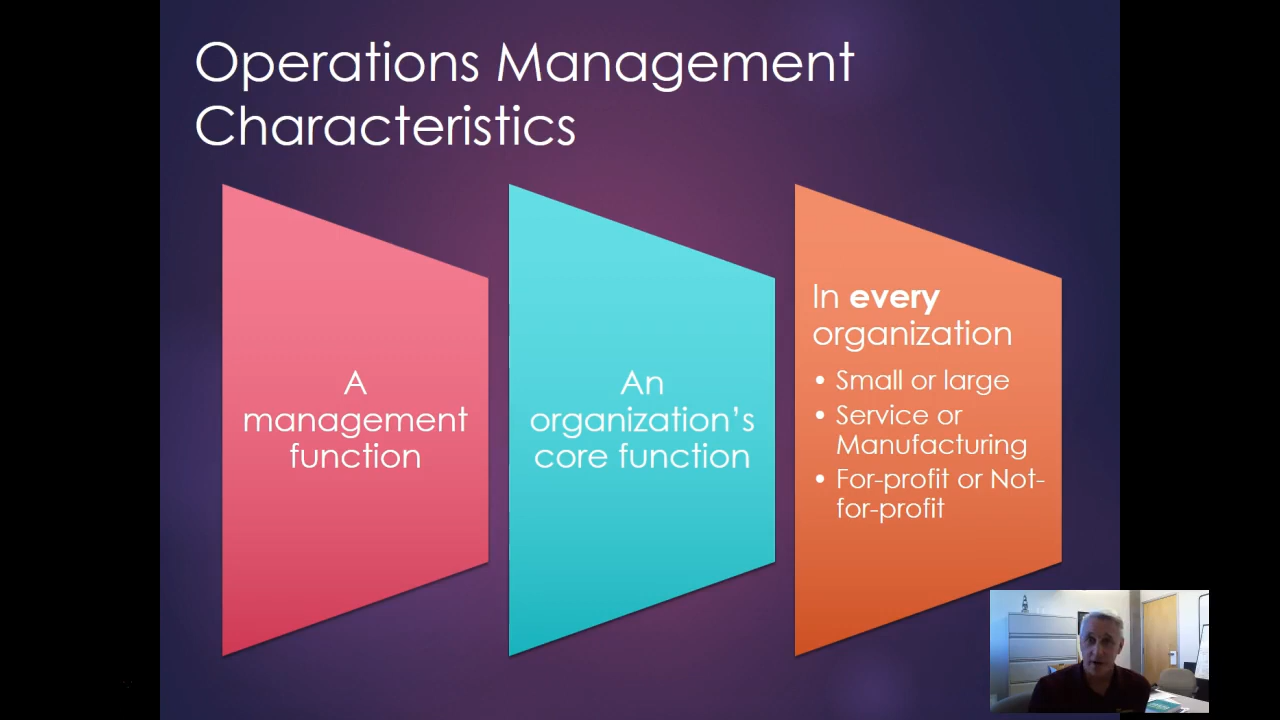 Operations Management
Characteristics
A
management
function
An
organization's
core function
In every
organization
• Small or large
• Service or
Manufacturing
• For-profit or Not-
for-profit